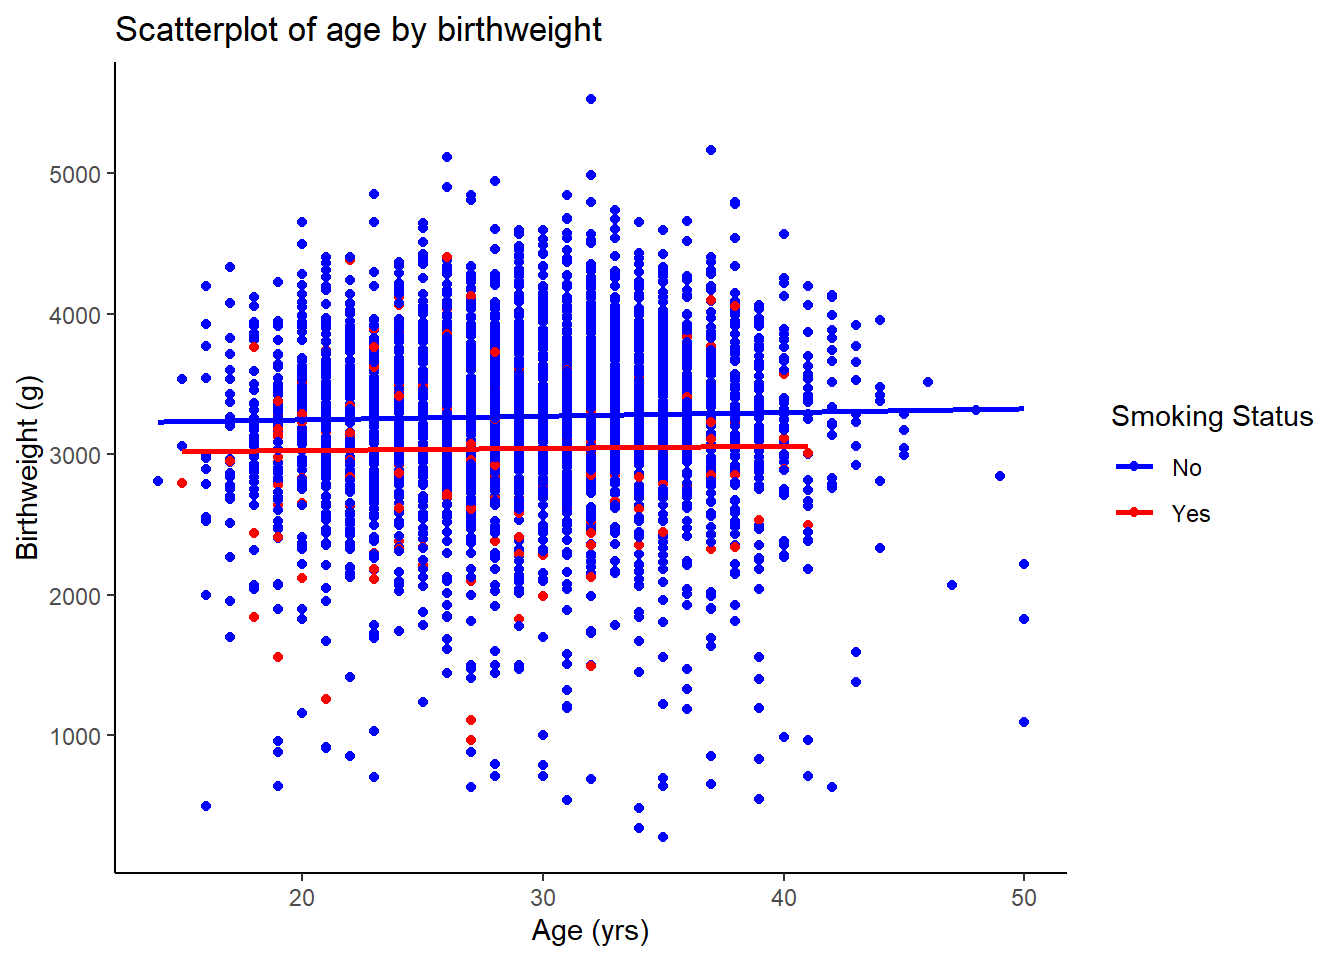 Scatterplot of age by birthweight
Birthweight (g)
5000
4000
3000
2000
1000
20
30
40
50
Age (yrs)
Smoking Status
No
Yes